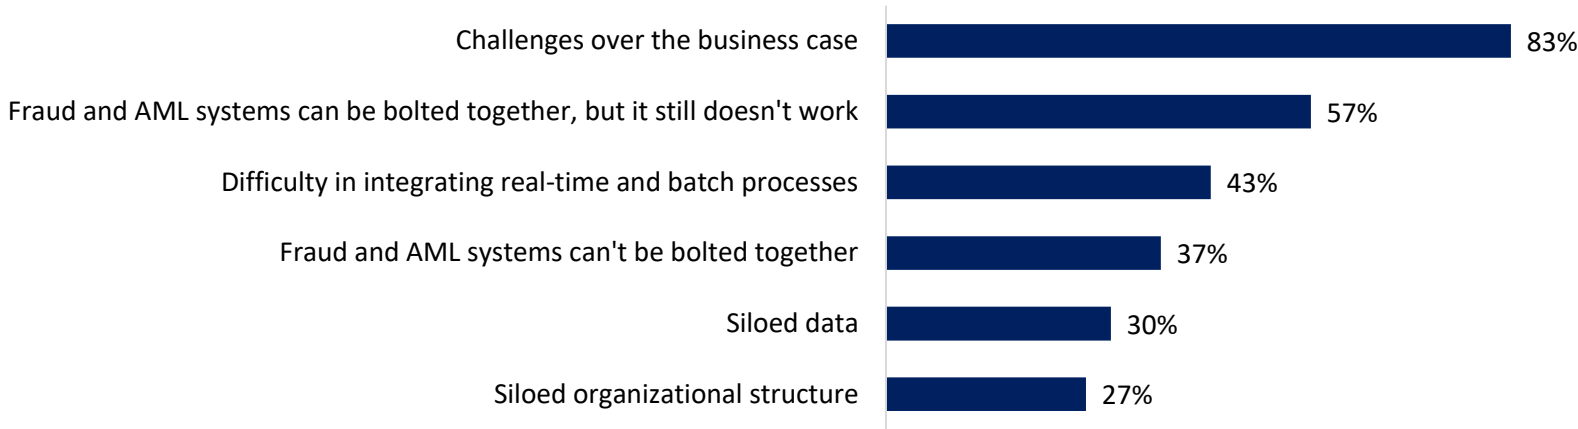 Challenges over the business case 83%
Fraud and AML systems can be bolted together, but it still doesn't work 57%
Difficulty in integrating real-time and batch processes 43%
Fraud and AML systems can't be bolted together 37%
Siloed data 30%
Siloed organizational structure 27%